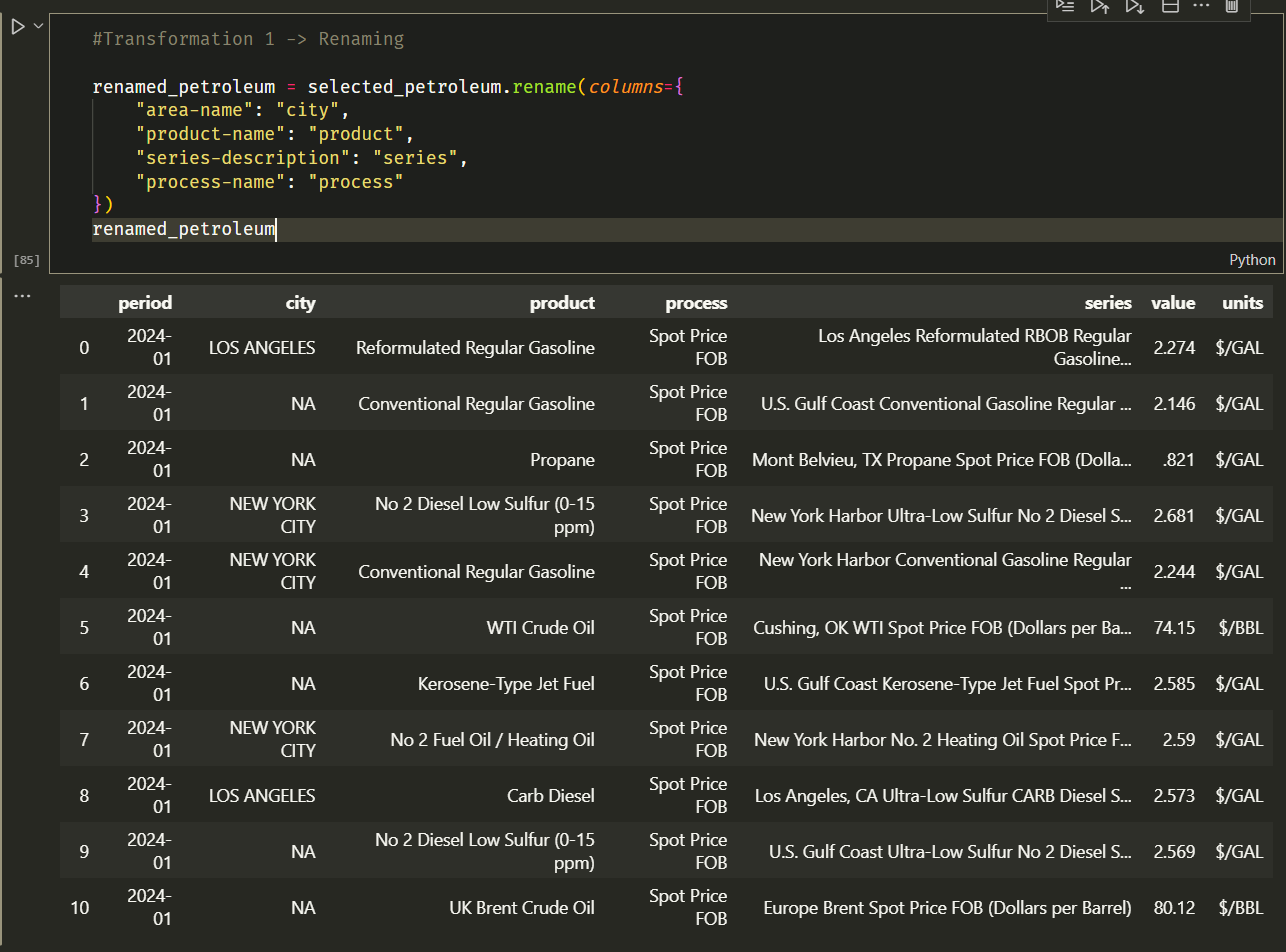 #Transformation 1 -> Renaming
renamed_petroleum = selected_petroleum.rename(columns={
"area-name": "city",
"product-name": "product",
"series-description": "series",
"process-name": "process"
})
renamed_petroleum
[85]
Python
period city product process series value units
0 2024-01 LOS ANGELES Reformulated Regular Gasoline Spot Price FOB Los Angeles Reformulated RBOB Regular Gasoline... 2.274 $/GAL
1 2024-01 NA Conventional Regular Gasoline Spot Price FOB U.S. Gulf Coast Conventional Gasoline Regular ... 2.146 $/GAL
2 2024-01 NA Propane Spot Price FOB Mont Belvieu, TX Propane Spot Price FOB (Dolla... .821 $/GAL
3 2024-01 NEW YORK CITY No 2 Diesel Low Sulfur (0-15 ppm) Spot Price FOB New York Harbor Ultra-Low Sulfur No 2 Diesel S... 2.681 $/GAL
4 2024-01 NEW YORK CITY Conventional Regular Gasoline Spot Price FOB New York Harbor Conventional Gasoline Regular ... 2.244 $/GAL
5 2024-01 NA WTI Crude Oil Spot Price FOB Cushing, OK WTI Spot Price FOB (Dollars per Ba... 74.15 $/BBL
6 2024-01 NA Kerosene-Type Jet Fuel Spot Price FOB U.S. Gulf Coast Kerosene-Type Jet Fuel Spot Pr... 2.585 $/GAL
7 2024-01 NEW YORK CITY No 2 Fuel Oil / Heating Oil Spot Price FOB New York Harbor No. 2 Heating Oil Spot Price F... 2.59 $/GAL
8 2024-01 LOS ANGELES Carb Diesel Spot Price FOB Los Angeles, CA Ultra-Low Sulfur CARB Diesel S... 2.573 $/GAL
9 2024-01 NA No 2 Diesel Low Sulfur (0-15 ppm) Spot Price FOB U.S. Gulf Coast Ultra-Low Sulfur No 2 Diesel S... 2.569 $/GAL
10 2024-01 NA UK Brent Crude Oil Spot Price FOB Europe Brent Spot Price FOB (Dollars per Barrel) 80.12 $/BBL